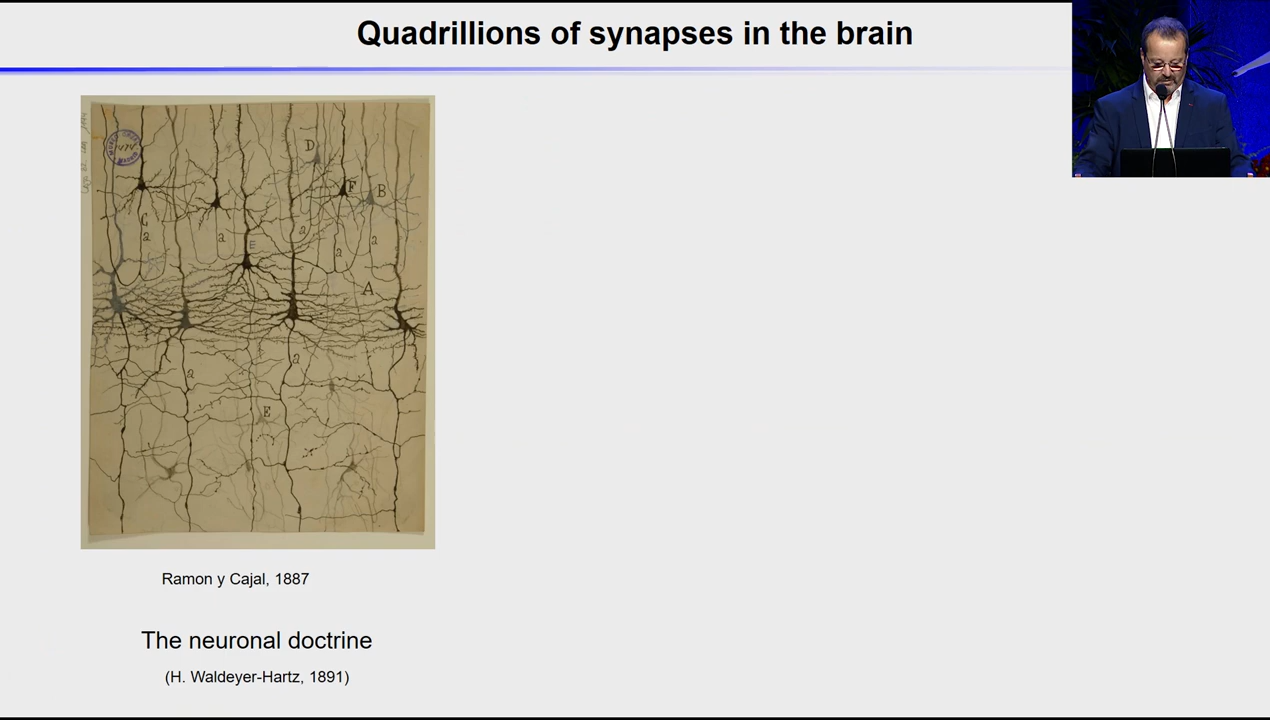 Quadrillions of synapses in the brain
D
F
B
C
a
a
E
a
a
a
A
a
a
E
Ramon y Cajal, 1887
The neuronal doctrine
(H. Waldeyer-Hartz, 1891)